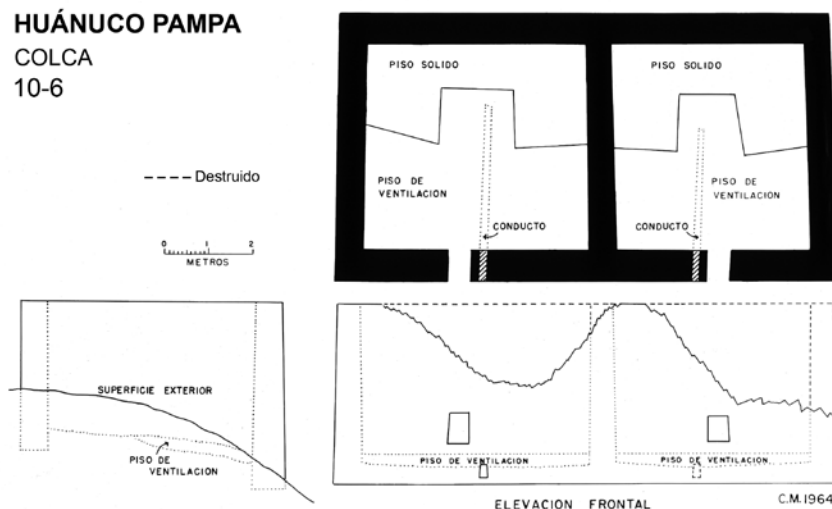 HUÁNUCO PAMPA
COLCA
10-6
Destruido
0 1 2
METROS
PISO SOLIDO
PISO DE
VENTILACION
CONDUCTO
PISO SOLIDO
PISO DE
VENTILACION
CONDUCTO
SUPERFICIE EXTERIOR
PISO DE
VENTILACION
PISO DE VENTILACION
PISO DE VENTILACION
ELEVACION FRONTAL
C.M.1964